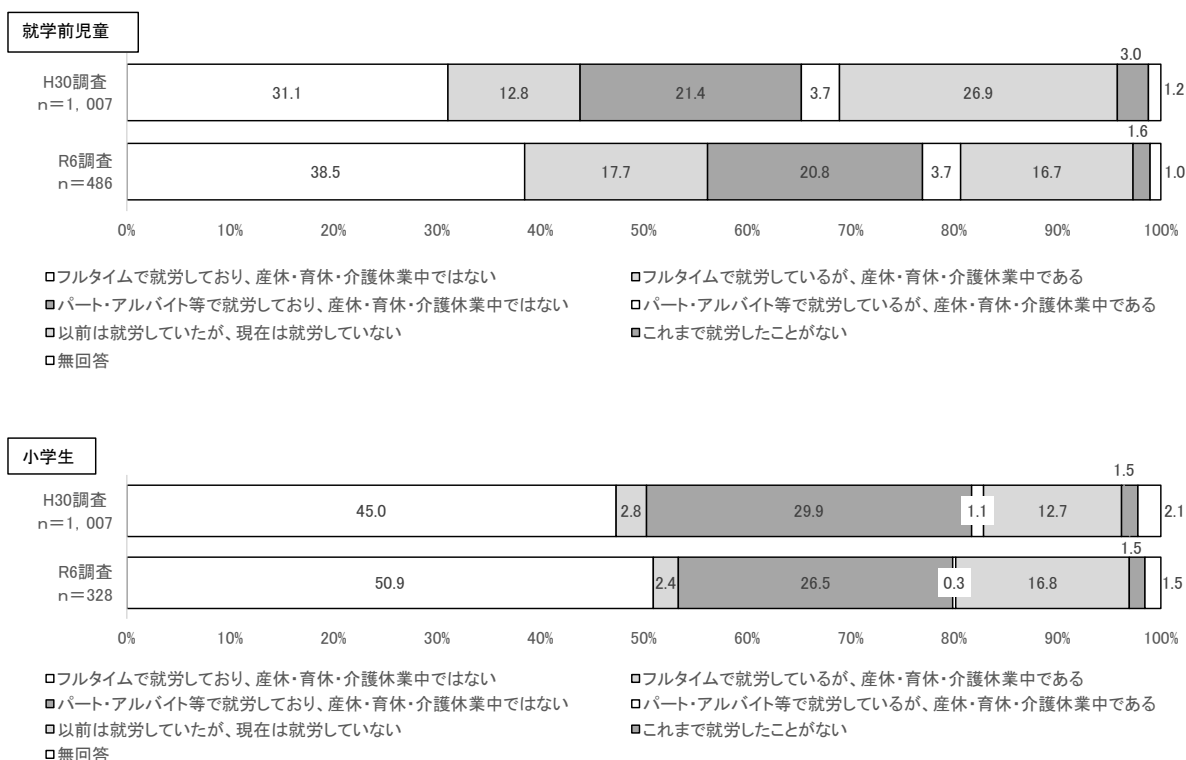 就学前児童
3.0
H30調査
n＝1，007
31.1 12.8 21.4 3.7 26.9 1.2
1.6
R6調査
n＝486
38.5 17.7 20.8 3.7 16.7 1.0
0% 10% 20% 30% 40% 50% 60% 70% 80% 90% 100%
フルタイムで就労しており、産休・育休・介護休業中ではない フルタイムで就労しているが、産休・育休・介護休業中である
パート・アルバイト等で就労しており、産休・育休・介護休業中ではない パート・アルバイト等で就労しているが、産休・育休・介護休業中である
以前は就労していたが、現在は就労していない これまで就労したことがない
無回答
小学生
1.5
H30調査
n＝1，007
45.0 2.8 29.9 1.1 12.7 2.1
1.5
R6調査
n＝328
50.9 2.4 26.5 0.3 16.8 1.5
0% 10% 20% 30% 40% 50% 60% 70% 80% 90% 100%
フルタイムで就労しており、産休・育休・介護休業中ではない フルタイムで就労しているが、産休・育休・介護休業中である
パート・アルバイト等で就労しており、産休・育休・介護休業中ではない パート・アルバイト等で就労しているが、産休・育休・介護休業中である
以前は就労していたが、現在は就労していない これまで就労したことがない
無回答